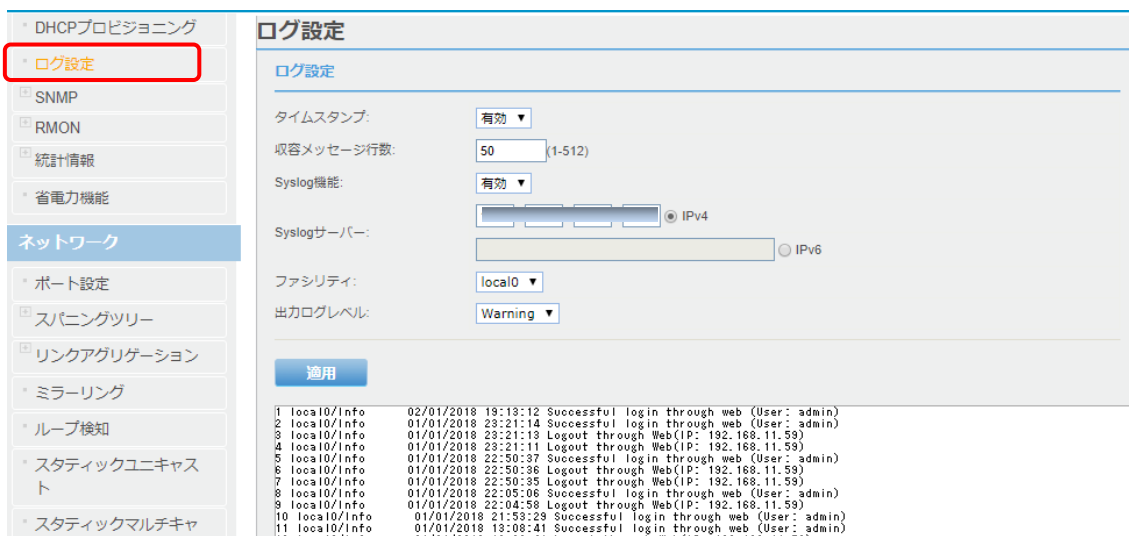 DHCPプロビジョニング
ログ設定
SNMP
RMON
統計情報
省電力機能
ネットワーク
ポート設定
スパニングツリー
リンクアグリゲーション
ミラーリング
ループ検知
スタティックユニキャス
ト
スタティックマルチキャ
ログ設定
ログ設定
タイムスタンプ: 有効 ▼
収容メッセージ行数: 50 (1-512)
Syslog機能: 有効 ▼
Syslogサーバー:
IPv4
IPv6
ファシリティ: local0 ▼
出力ログレベル: Warning ▼
適用
1 local0/Info 02/01/2018 19:13:12 Successful login through web (User: admin)
2 local0/Info 01/01/2018 23:21:14 Successful login through web (User: admin)
3 local0/Info 01/01/2018 23:21:13 Logout through Web(IP: 192.168.11.59)
4 local0/Info 01/01/2018 23:21:11 Logout through Web(IP: 192.168.11.59)
5 local0/Info 01/01/2018 22:50:37 Successful login through web (User: admin)
6 local0/Info 01/01/2018 22:50:36 Logout through Web(IP: 192.168.11.59)
7 local0/Info 01/01/2018 22:50:35 Logout through Web(IP: 192.168.11.59)
8 local0/Info 01/01/2018 22:05:06 Successful login through web (User: admin)
9 local0/Info 01/01/2018 22:04:58 Logout through Web(IP: 192.168.11.59)
10 local0/Info 01/01/2018 21:53:29 Successful login through web (User: admin)
11 local0/Info 01/01/2018 13:08:41 Successful login through web (User: admin)